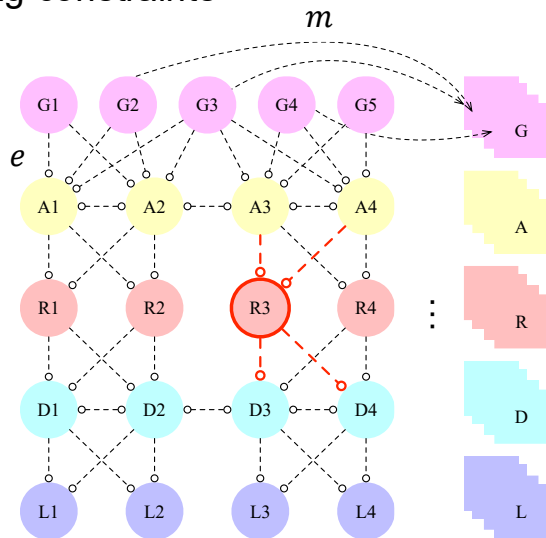 m
G1 G2 G3 G4 G5 G
e
A1 A2 A3 A4 A
R1 R2 R3 R4 ⋮ R
D1 D2 D3 D4 D
L1 L2 L3 L4 L